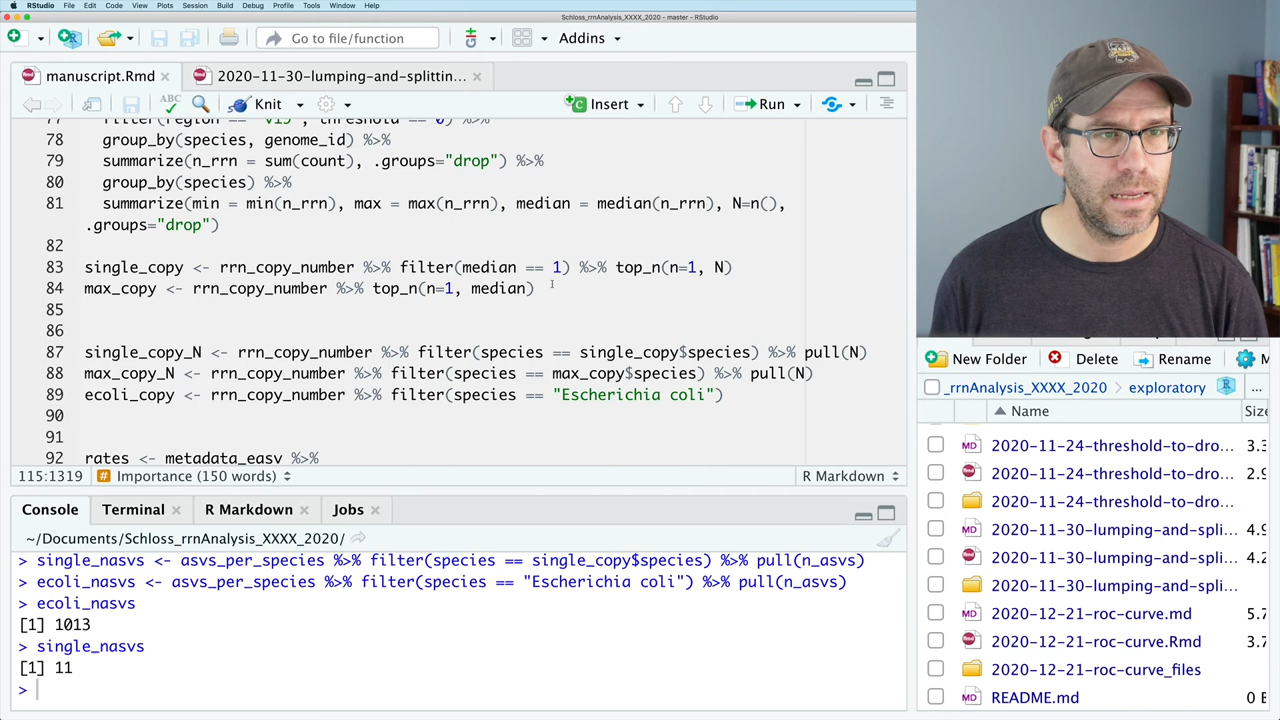 RStudio File Edit Code View Plots Session Build Debug Profile Tools Window Help
Schloss_rrnAnalysis_XXXX_2020 - master - RStudio
Go to file/function Addins
manuscript.Rmd 2020-11-30-lumping-and-splittin...
ABC Knit Insert Run
77 filter(region == "v19", threshold == 0) %>%
78 group_by(species, genome_id) %>%
79 summarize(n_rrn = sum(count), .groups="drop") %>%
80 group_by(species) %>%
81 summarize(min = min(n_rrn), max = max(n_rrn), median = median(n_rrn), N=n(),
.groups="drop")
82
83 single_copy <- rrn_copy_number %>% filter(median == 1) %>% top_n(n=1, N)
84 max_copy <- rrn_copy_number %>% top_n(n=1, median)
85
86
87 single_copy_N <- rrn_copy_number %>% filter(species == single_copy$species) %>% pull(N)
88 max_copy_N <- rrn_copy_number %>% filter(species == max_copy$species) %>% pull(N)
89 ecoli_copy <- rrn_copy_number %>% filter(species == "Escherichia coli")
90
91
92 rates <- metadata_easy %>%
115:1319 Importance (150 words) R Markdown
Console Terminal R Markdown Jobs
~/Documents/Schloss_rrnAnalysis_XXXX_2020/
> single_nasvs <- asvs_per_species %>% filter(species == single_copy$species) %>% pull(n_asvs)
> ecoli_nasvs <- asvs_per_species %>% filter(species == "Escherichia coli") %>% pull(n_asvs)
> ecoli_nasvs
[1] 1013
> single_nasvs
[1] 11
>
New Folder Delete Rename M
_rrnAnalysis_XXXX_2020 > exploratory ...
Name Size
2020-11-24-threshold-to-dro... 3.3
2020-11-24-threshold-to-dro... 2.9
2020-11-24-threshold-to-dro...
2020-11-30-lumping-and-spli... 4.9
2020-11-30-lumping-and-spli... 4.2
2020-11-30-lumping-and-spli...
2020-12-21-roc-curve.md 5.7
2020-12-21-roc-curve.Rmd 3.7
2020-12-21-roc-curve_files
README.md 0 B